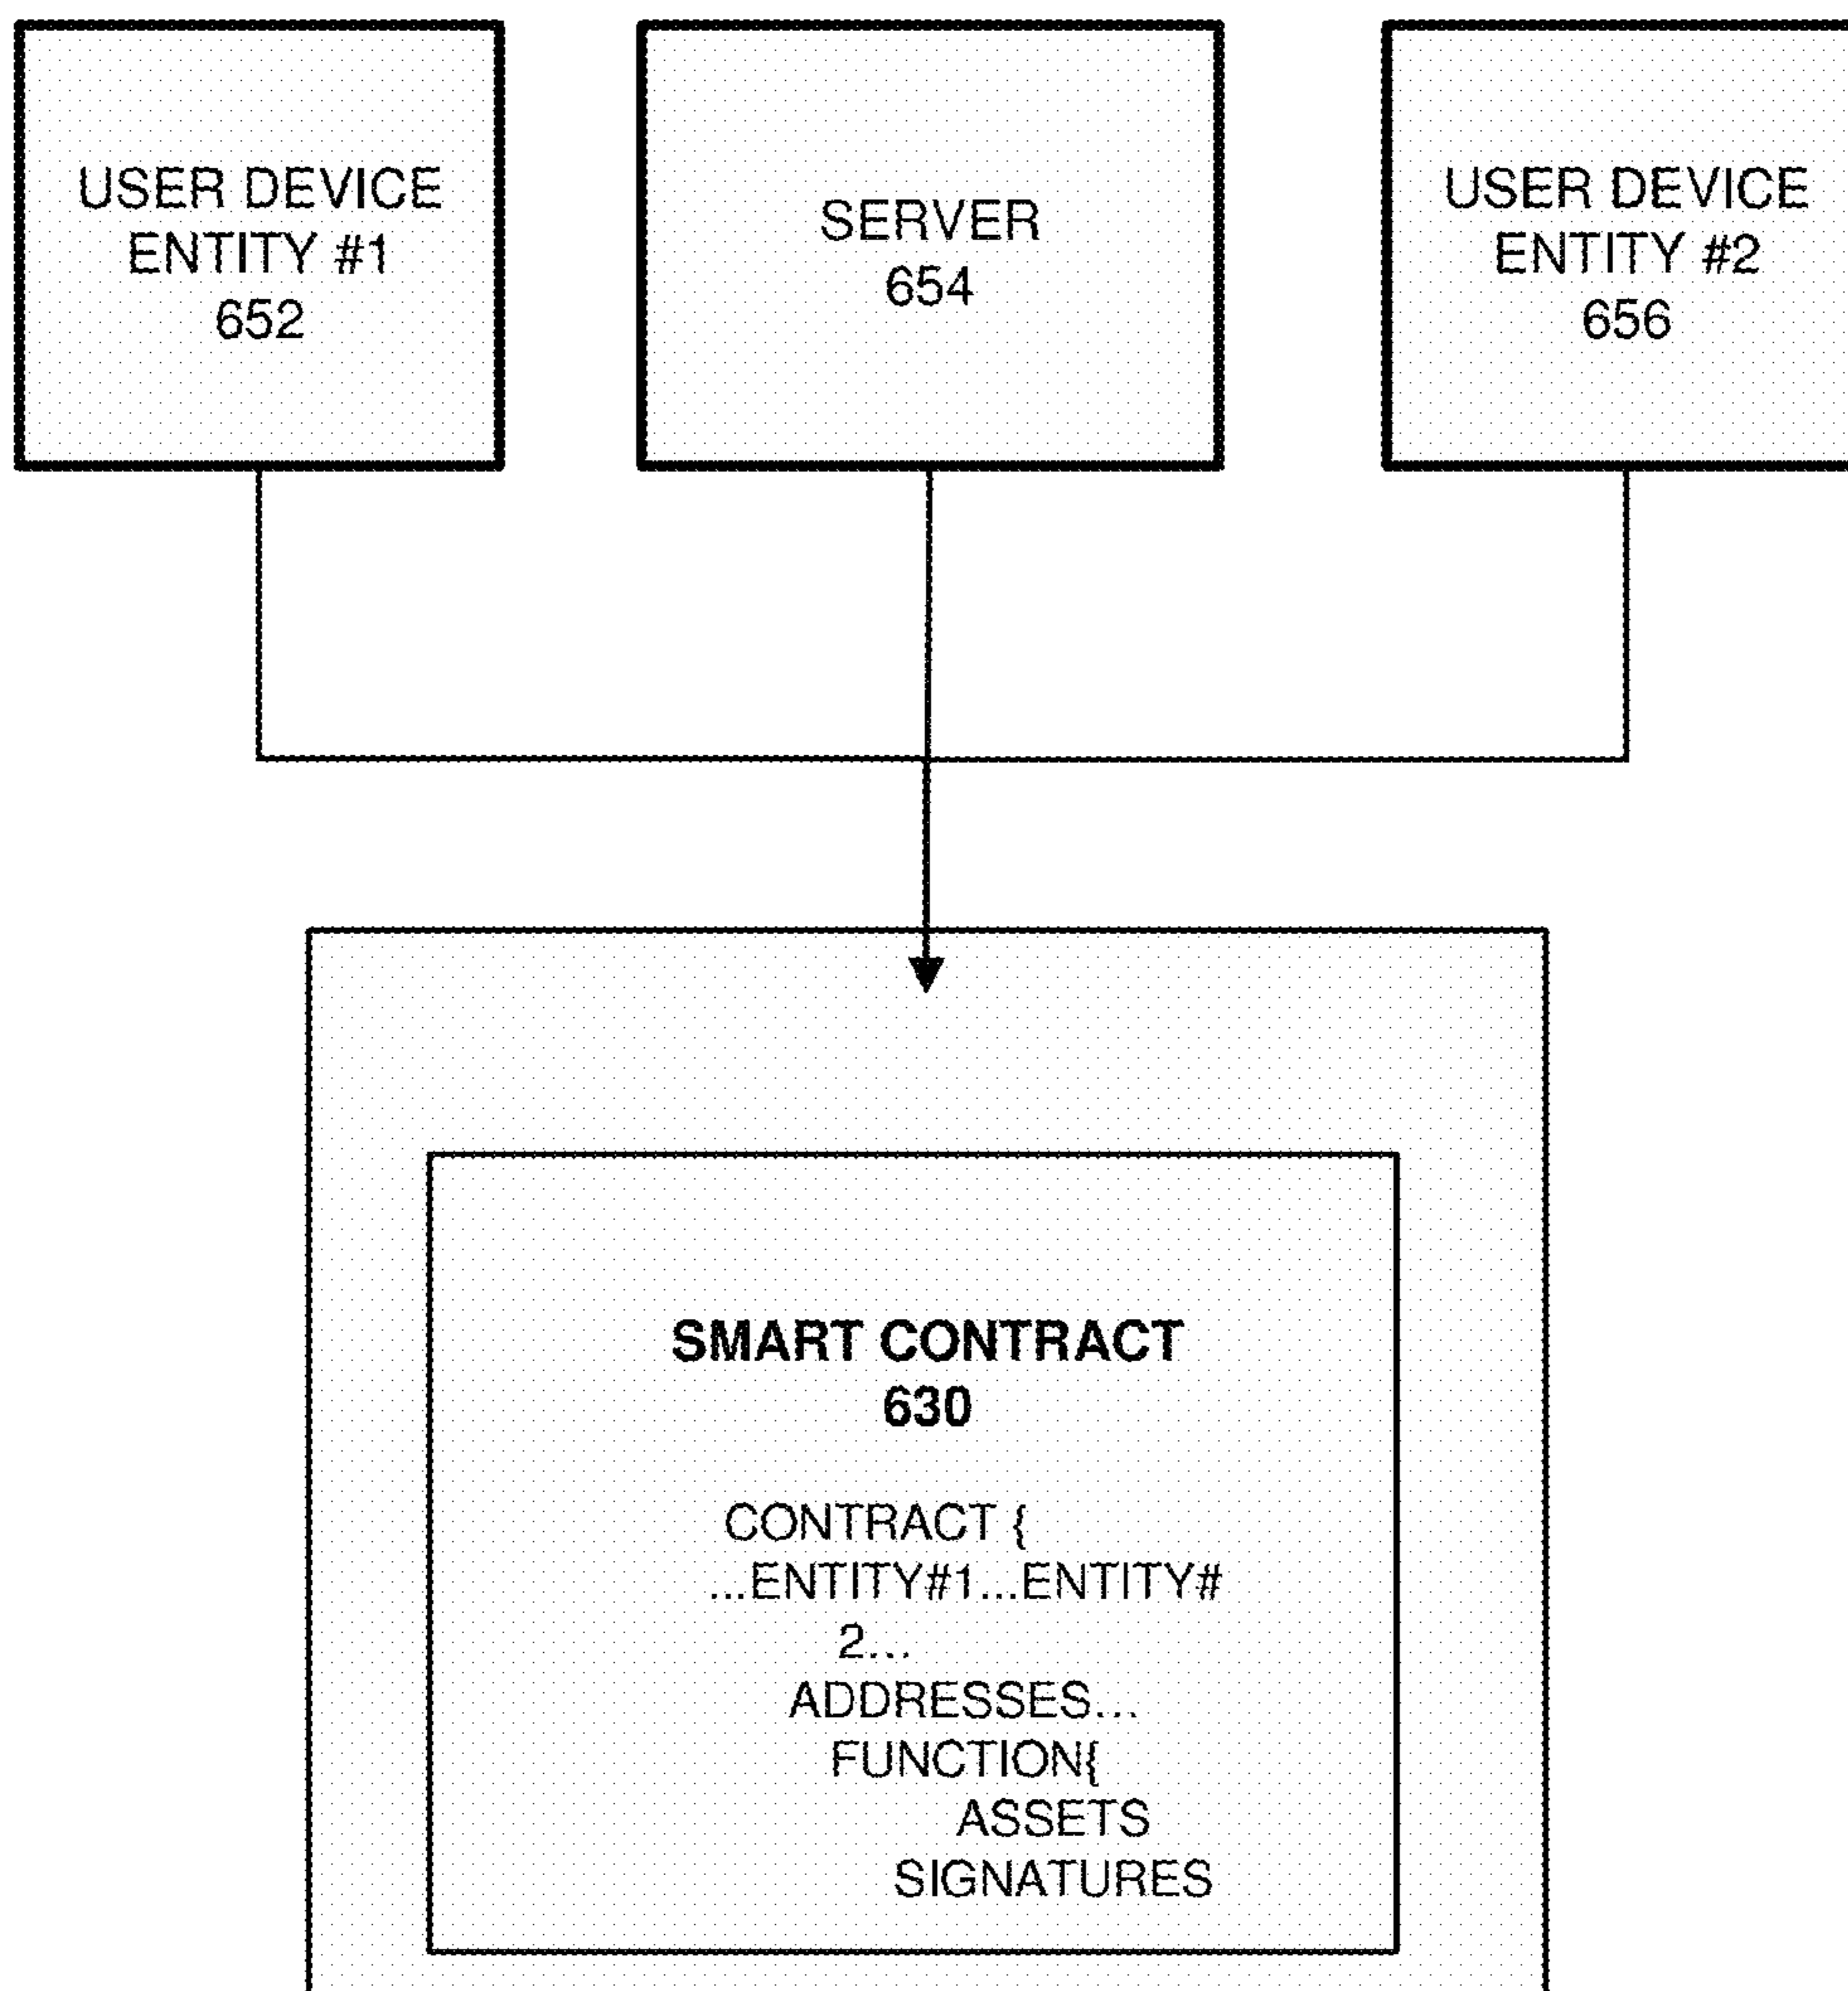 USER DEVICE
ENTITY #1
652
SERVER
654
USER DEVICE
ENTITY #2
656
SMART CONTRACT
630
CONTRACT {
...ENTITY#1...ENTITY#
2...
ADDRESSES...
FUNCTION{
ASSETS
SIGNATURES